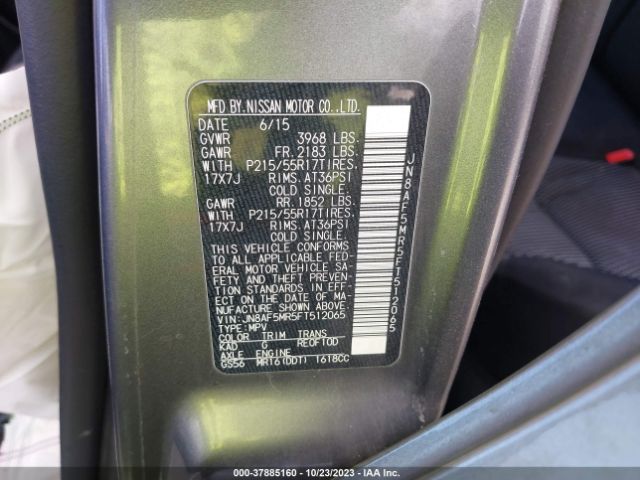 MFD BY.NISSAN MOTOR CO.,LTD.
DATE 6/15
GVWR 3968 LBS.
GAWR FR. 2183 LBS.
WITH P215/55R17TIRES.
17X7J RIMS. AT36PSI
COLD SINGLE.
GAWR RR. 1852 LBS.
WITH P215/55R17TIRES.
17X7J RIMS. AT36PSI
COLD SINGLE.
THIS VEHICLE CONFORMS
TO ALL APPLICABLE FED-
ERAL MOTOR VEHICLE SA-
FETY AND THEFT PREVEN-
TION STANDARDS IN EFF-
ECT ON THE DATE OF MA-
NUFACTURE SHOWN ABOVE.
VIN: JN8AF5MR5FT512065
TYPE: MPV
COLOR TRIM TRANS
KAD G RE0F10D
AXLE ENGINE
GS56 MR16(DDT) 1618CC
JN8AF5MR5FT512065
000-37885160 - 10/23/2023 - IAA Inc.